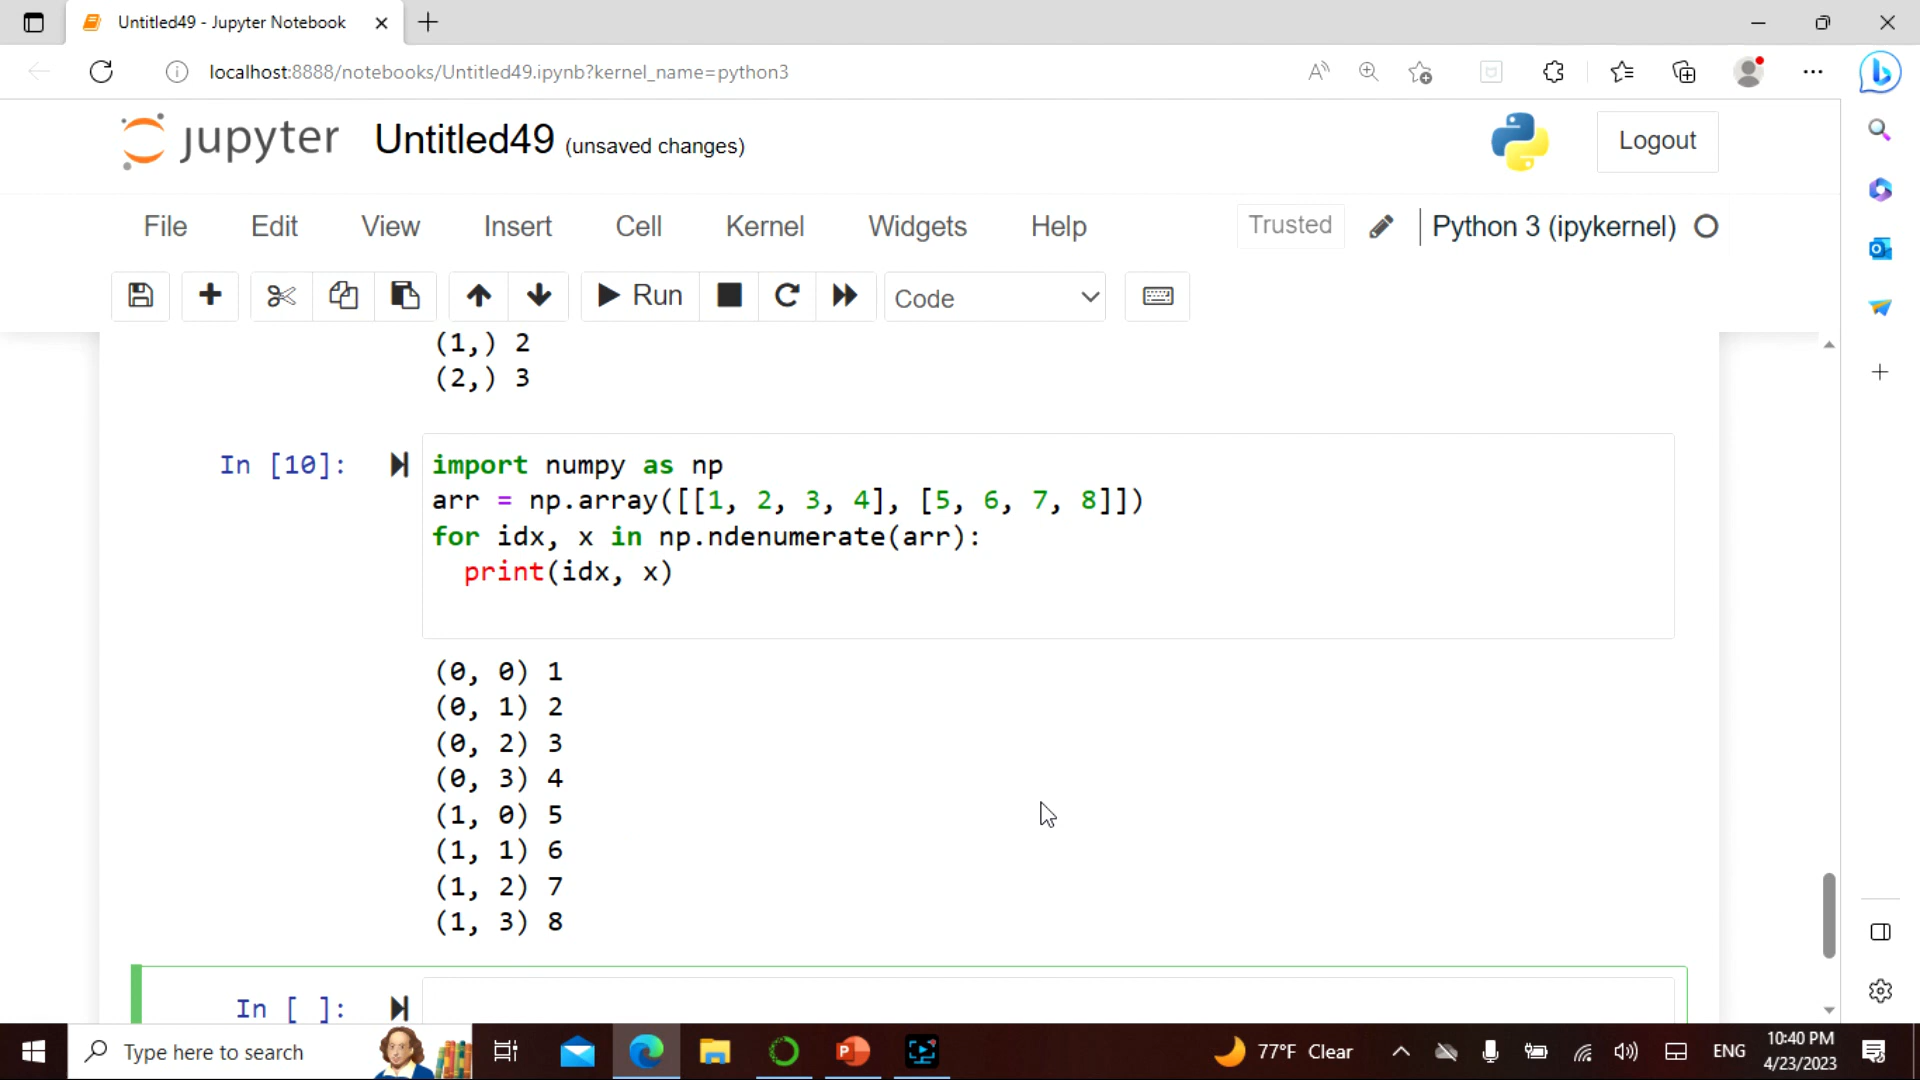 Untitled49 - Jupyter Notebook
localhost:8888/notebooks/Untitled49.ipynb?kernel_name=python3
jupyter Untitled49 (unsaved changes)
Logout
File Edit View Insert Cell Kernel Widgets Help
Trusted
Python 3 (ipykernel)
Run
Code
(1,) 2
(2,) 3
In [10]:
import numpy as np
arr = np.array([[1, 2, 3, 4], [5, 6, 7, 8]])
for idx, x in np.ndenumerate(arr):
  print(idx, x)
(0, 0) 1
(0, 1) 2
(0, 2) 3
(0, 3) 4
(1, 0) 5
(1, 1) 6
(1, 2) 7
(1, 3) 8
In [ ]:
Type here to search
77°F Clear
ENG
10:40 PM
4/23/2023